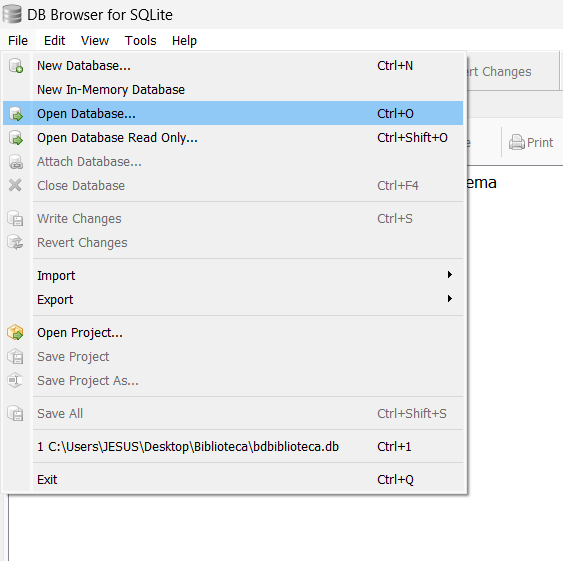 DB Browser for SQLite
File Edit View Tools Help
New Database... Ctrl+N
New In-Memory Database
Open Database... Ctrl+O
Open Database Read Only... Ctrl+Shift+O
Attach Database...
Close Database Ctrl+F4
Write Changes Ctrl+S
Revert Changes
Import
Export
Open Project...
Save Project
Save Project As...
Save All Ctrl+Shift+S
1 C:\Users\JESUS\Desktop\Biblioteca\bdbiblioteca.db Ctrl+1
Exit Ctrl+Q
Changes
Print